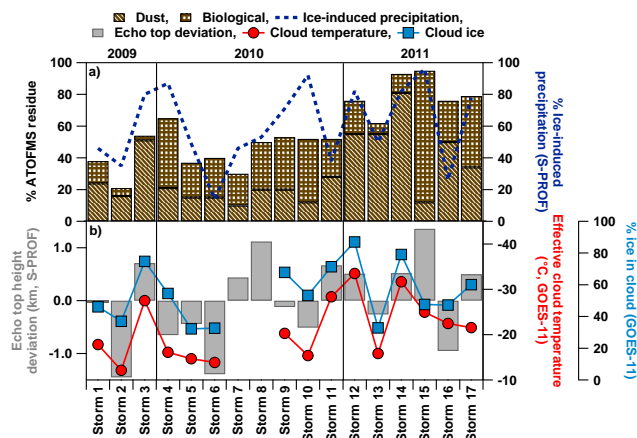 Dust, Biological, Ice-induced precipitation,
Echo top deviation, Cloud temperature, Cloud ice
2009 2010 2011
a)
% ATOFMS residue
100
80
60
40
20
0
100
80
60
40
20
0
% Ice-induced
precipitation (S-PROF)
b)
Echo top height
deviation (km, S-PROF)
1.0
0.0
-1.0
-40
-30
-20
-10
Effective cloud temperature
(°C, GOES-11)
100
80
60
40
20
0
% ice in cloud (GOES-11)
Storm 1
Storm 2
Storm 3
Storm 4
Storm 5
Storm 6
Storm 7
Storm 8
Storm 9
Storm 10
Storm 11
Storm 12
Storm 13
Storm 14
Storm 15
Storm 16
Storm 17